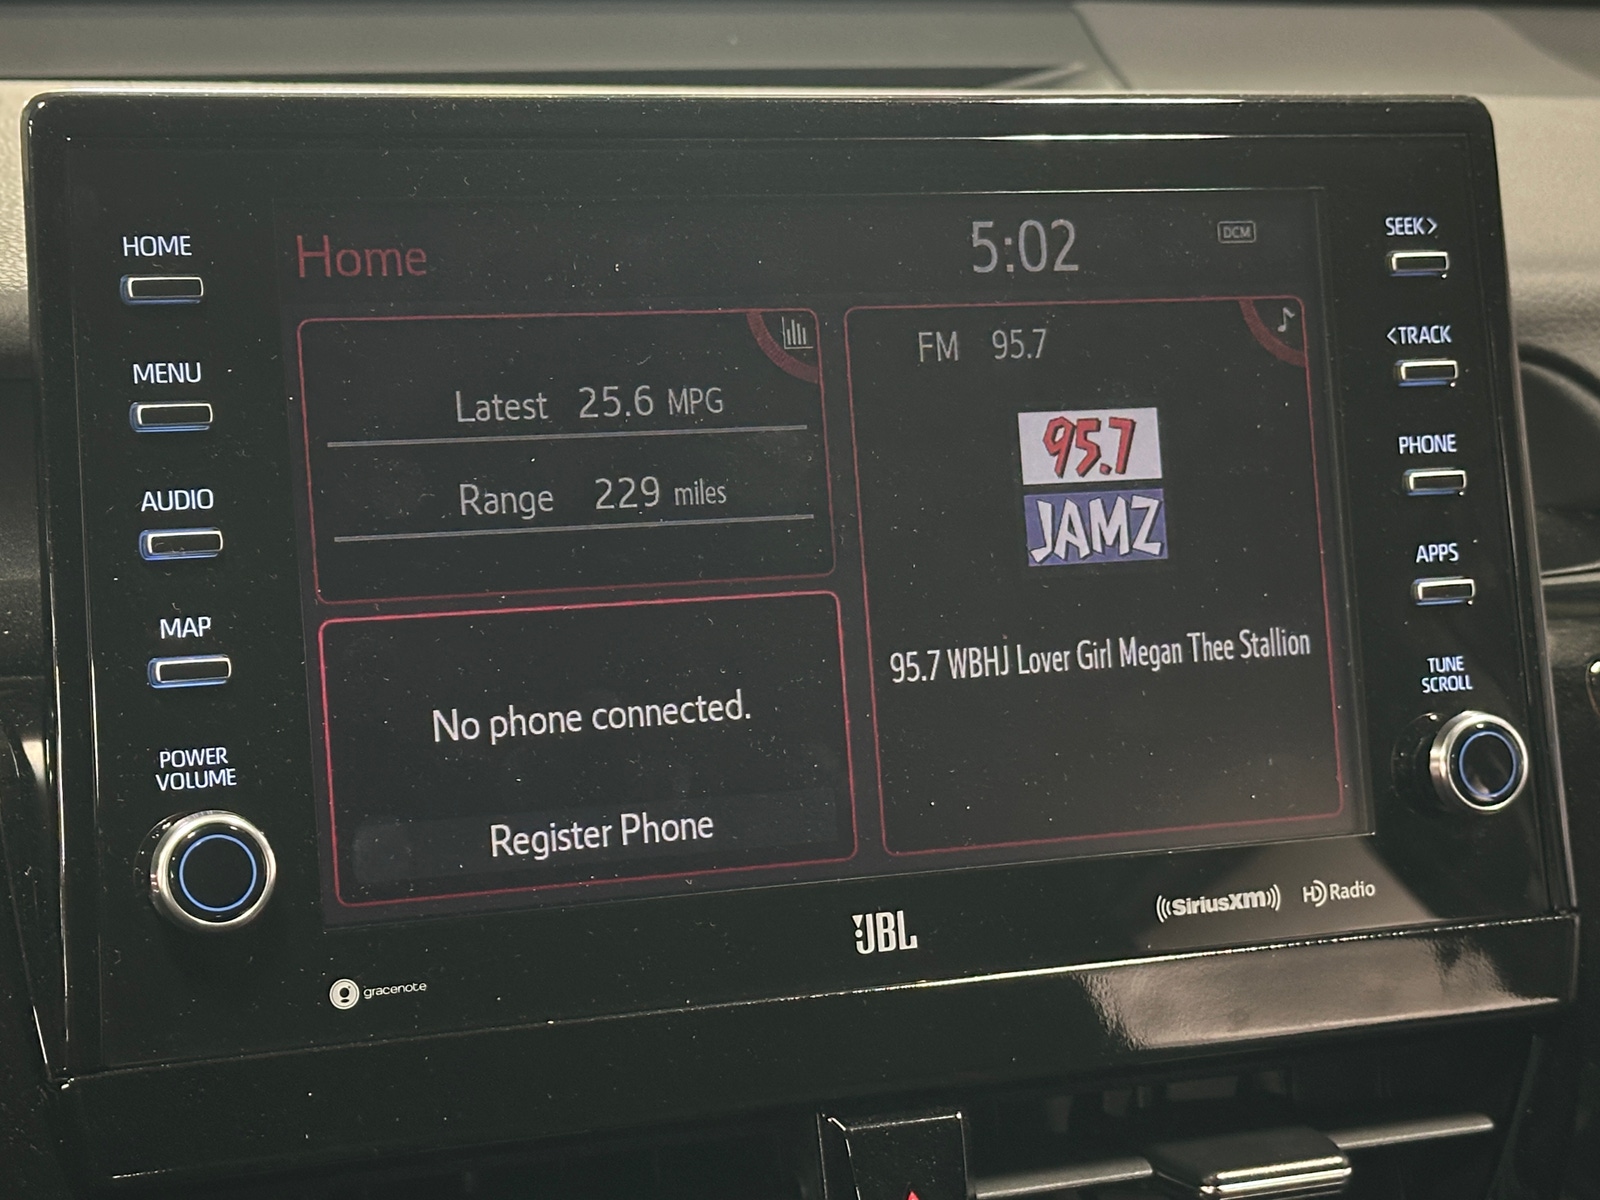 HOME
MENU
AUDIO
MAP
POWER
VOLUME
Home
5:02
DCM
Latest 25.6 MPG
Range 229 miles
No phone connected.
Register Phone
FM 95.7
95.7
JAMZ
95.7 WBHJ Lover Girl Megan Thee Stallion
SEEK>
<TRACK
PHONE
APPS
TUNE
SCROLL
gracenote
JBL
((SiriusXM))
HD Radio